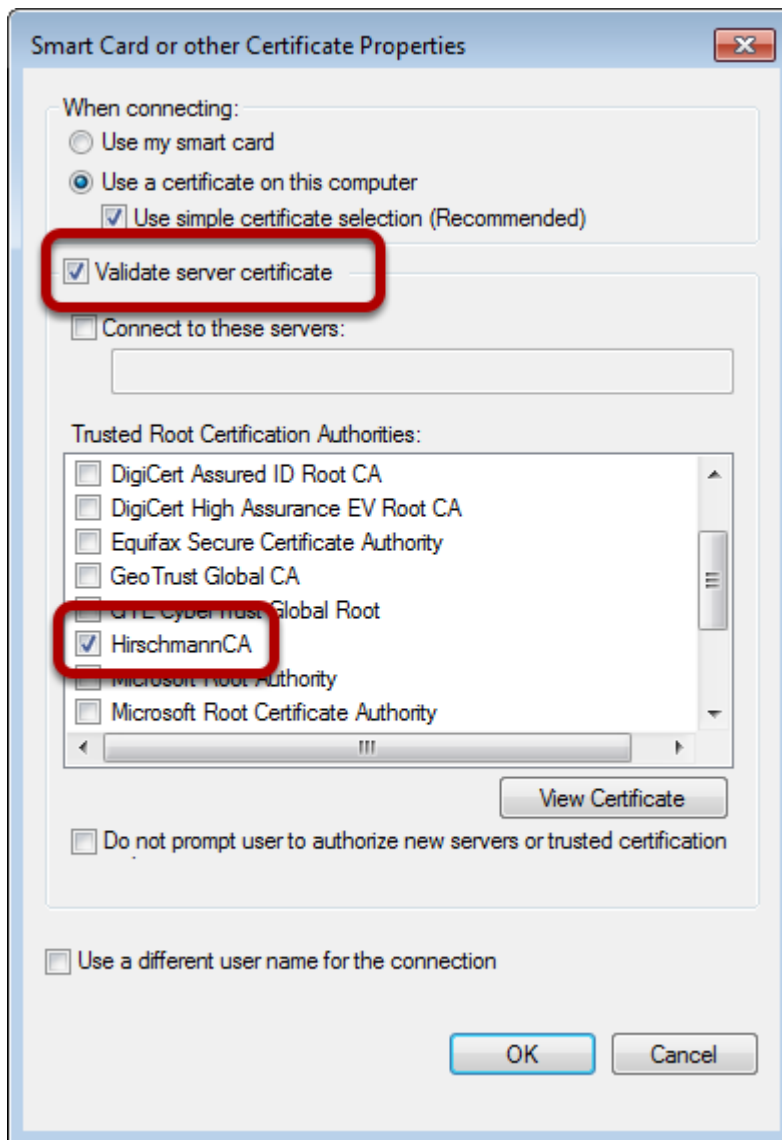 Smart Card or other Certificate Properties
When connecting:
Use my smart card
Use a certificate on this computer
Use simple certificate selection (Recommended)
Validate server certificate
Connect to these servers:
Trusted Root Certification Authorities:
DigiCert Assured ID Root CA
DigiCert High Assurance EV Root CA
Equifax Secure Certificate Authority
GeoTrust Global CA
GTE CyberTrust Global Root
HirschmannCA
Microsoft Root Authority
Microsoft Root Certificate Authority
View Certificate
Do not prompt user to authorize new servers or trusted certification
Use a different user name for the connection
OK
Cancel